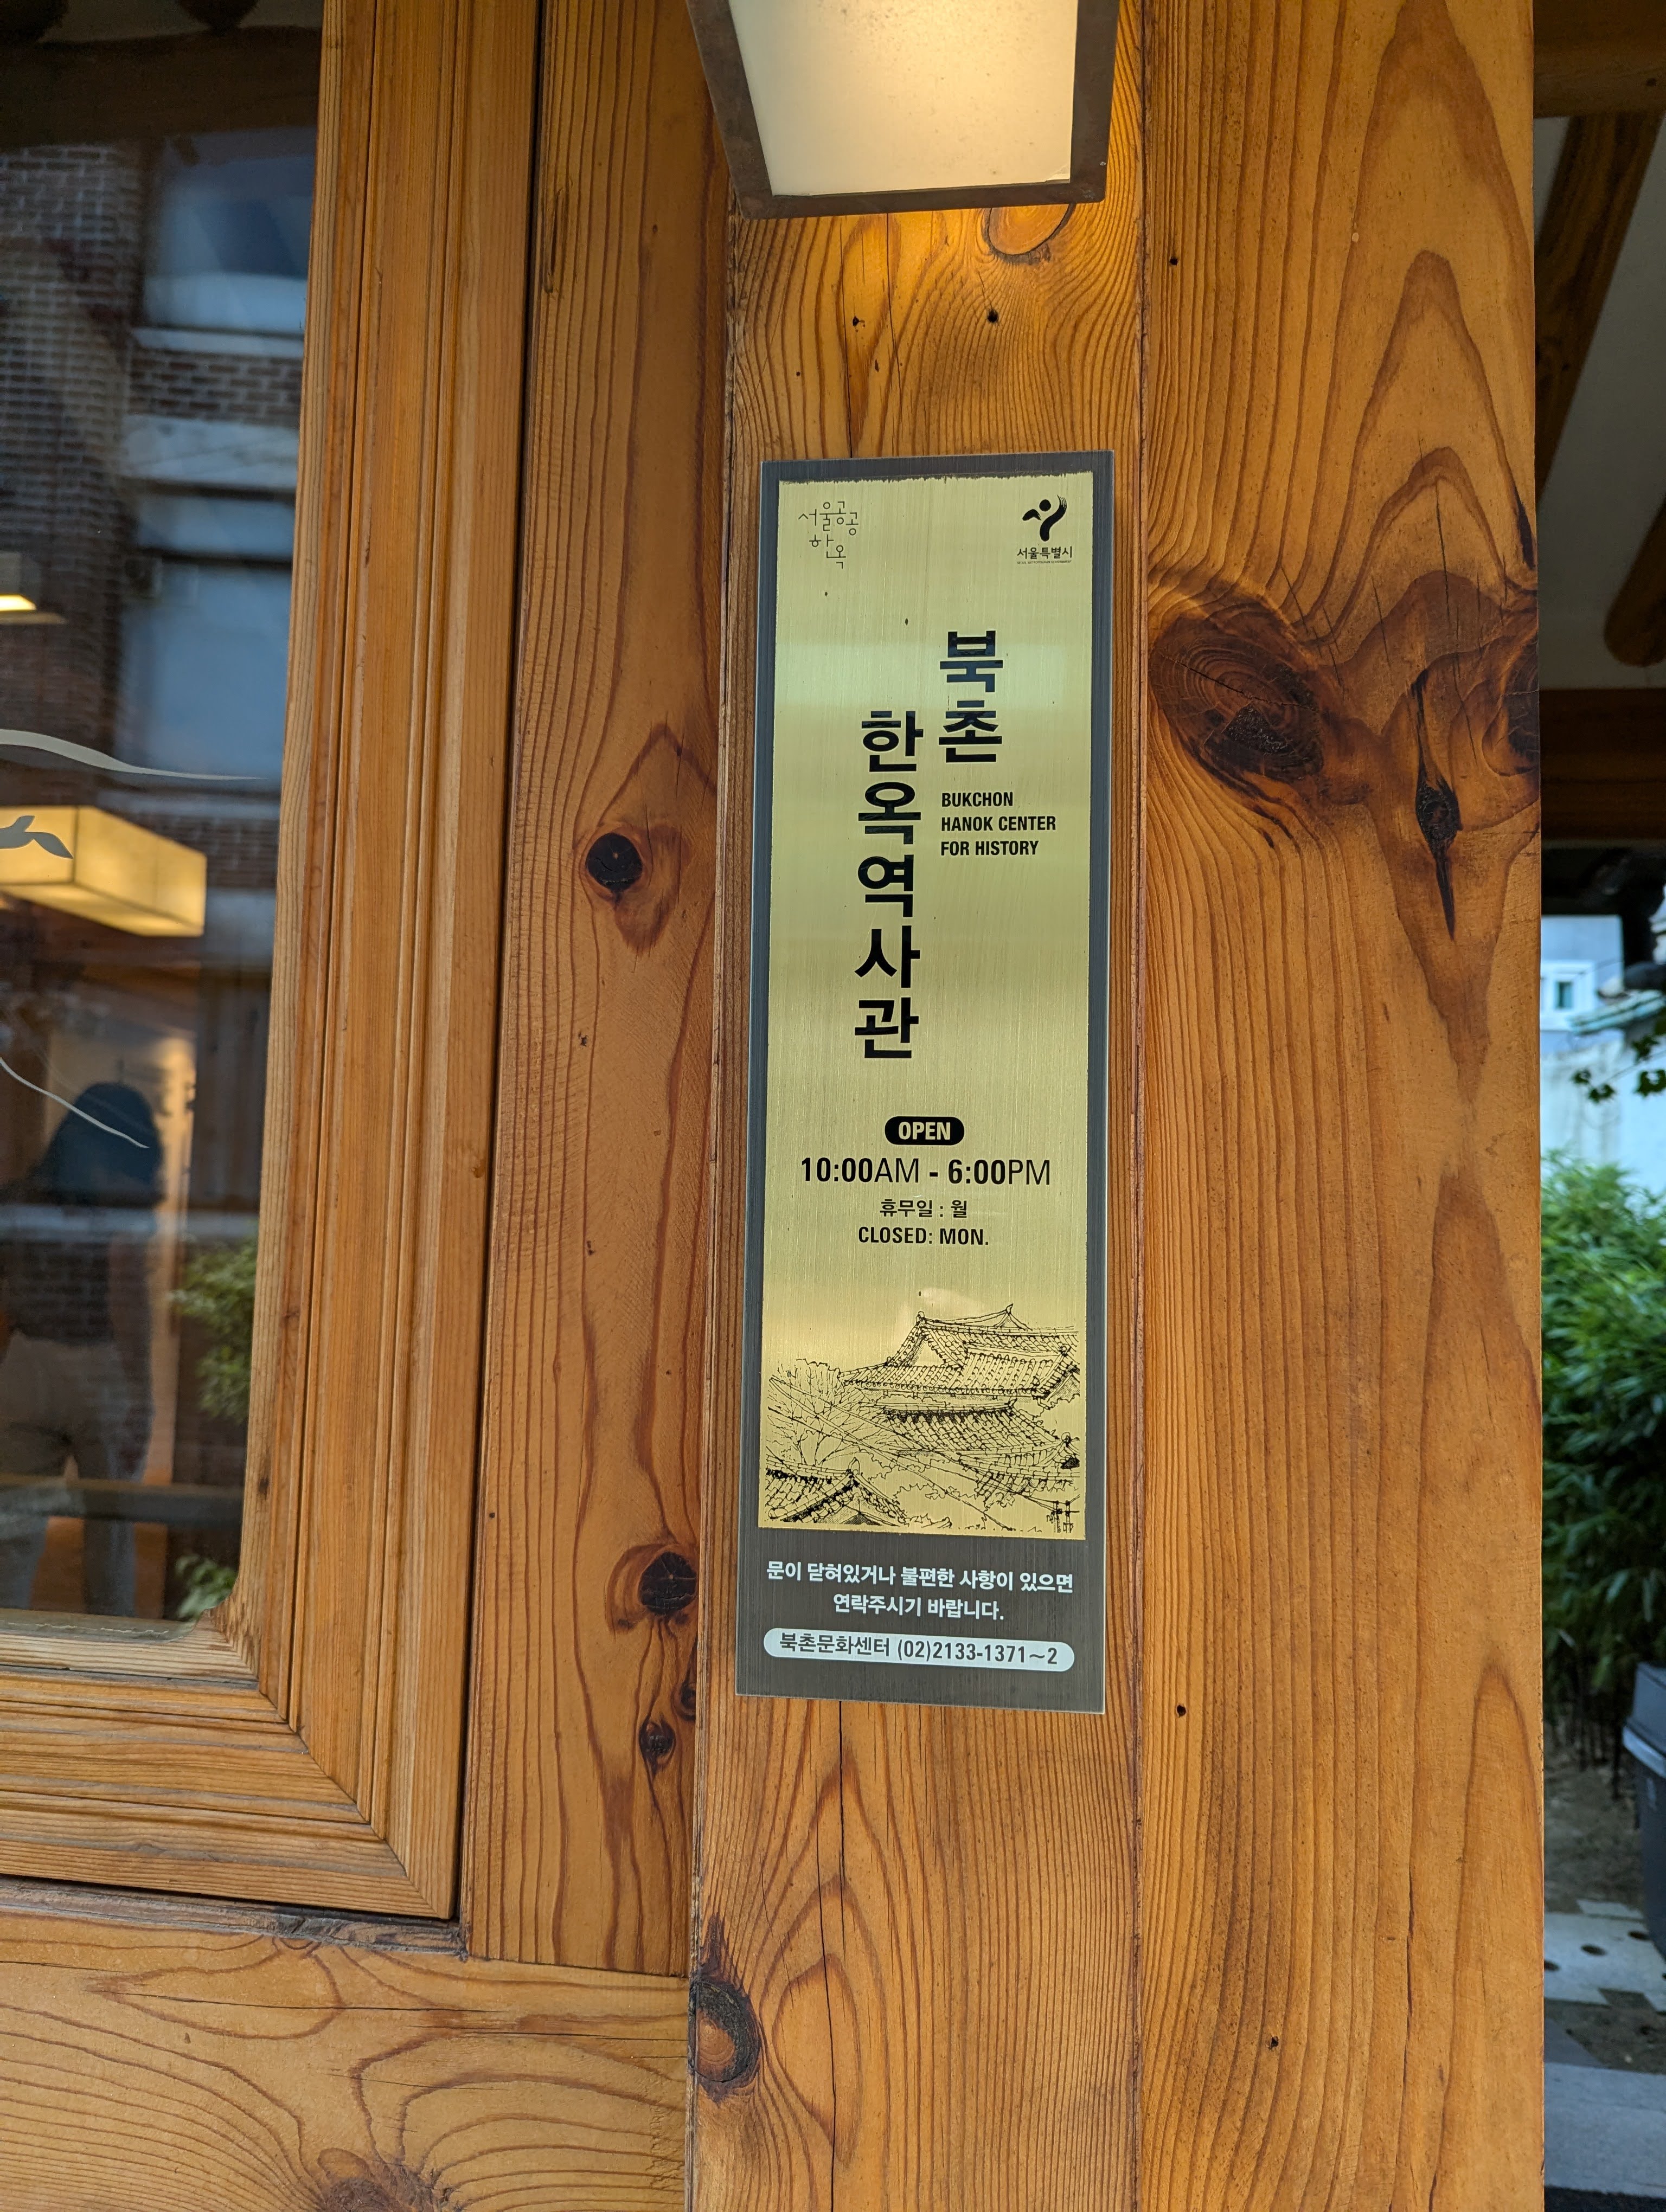 서울공공
한옥
서울특별시
북촌
한옥역사관
BUKCHON
HANOK CENTER
FOR HISTORY
OPEN
10:00AM - 6:00PM
휴무일 : 월
CLOSED: MON.
문이 닫혀있거나 불편한 사항이 있으면
연락주시기 바랍니다.
북촌문화센터 (02)2133-1371~2